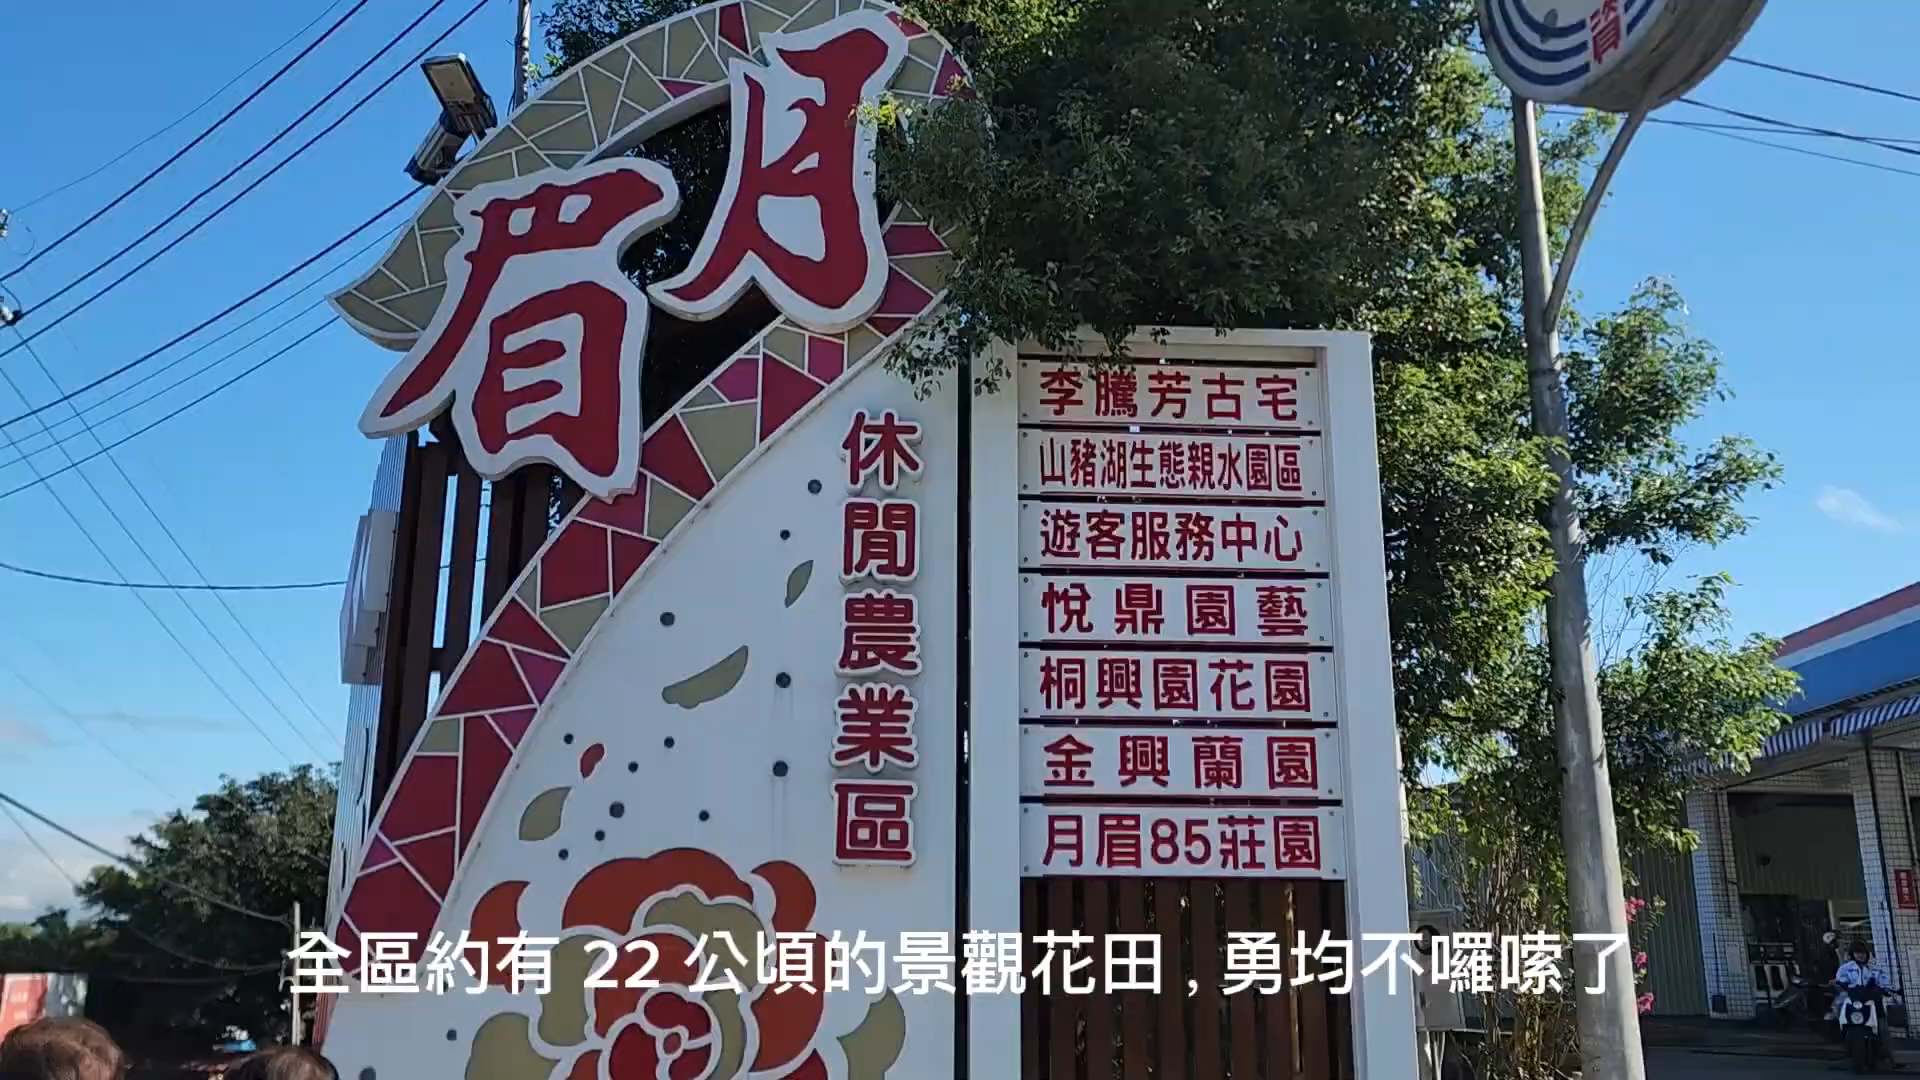 月眉
休閒農業區
李騰芳古宅
山豬湖生態親水園區
遊客服務中心
悅鼎園藝
桐興園花園
金興蘭園
月眉85莊園
資
全區約有 22 公頃的景觀花田 , 勇均不囉嗦了